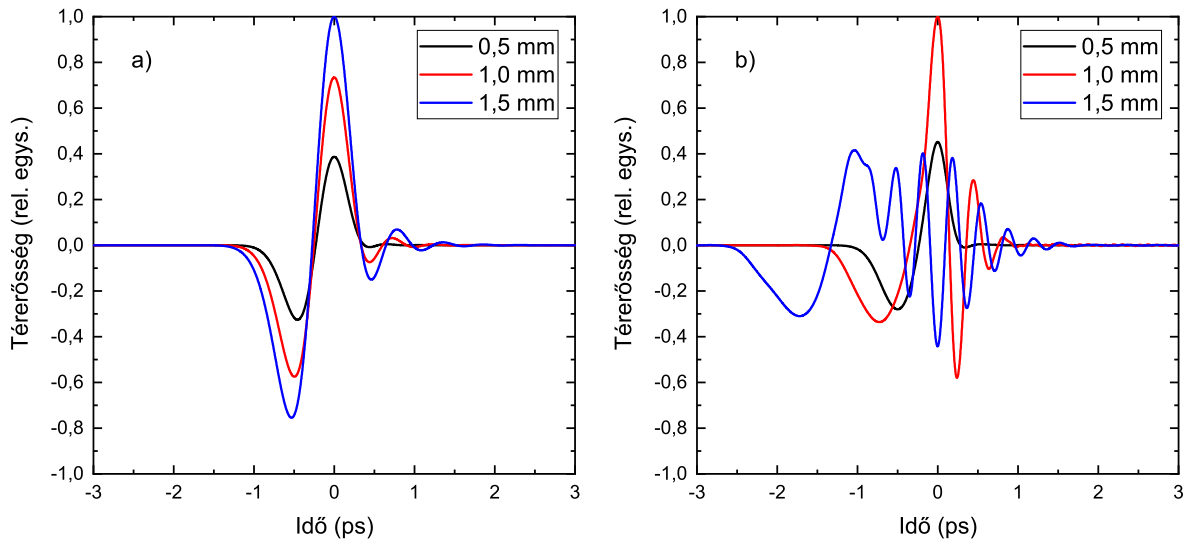 a)
0,5 mm
1,0 mm
1,5 mm
1,0
0,8
0,6
0,4
0,2
0,0
-0,2
-0,4
-0,6
-0,8
-1,0
Térerősség (rel. egys.)
-3 -2 -1 0 1 2 3
Idő (ps)
b)
0,5 mm
1,0 mm
1,5 mm
1,0
0,8
0,6
0,4
0,2
0,0
-0,2
-0,4
-0,6
-0,8
-1,0
Térerősség (rel. egys.)
-3 -2 -1 0 1 2 3
Idő (ps)